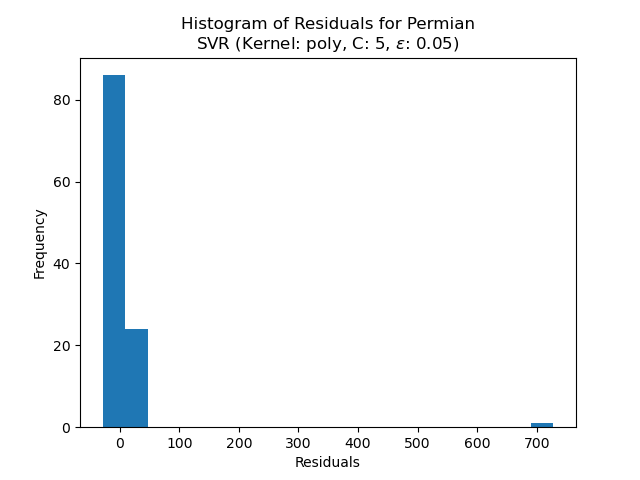 Histogram of Residuals for Permian
SVR (Kernel: poly, C: 5, ε: 0.05)
80
60
40
20
0
Frequency
0 100 200 300 400 500 600 700
Residuals